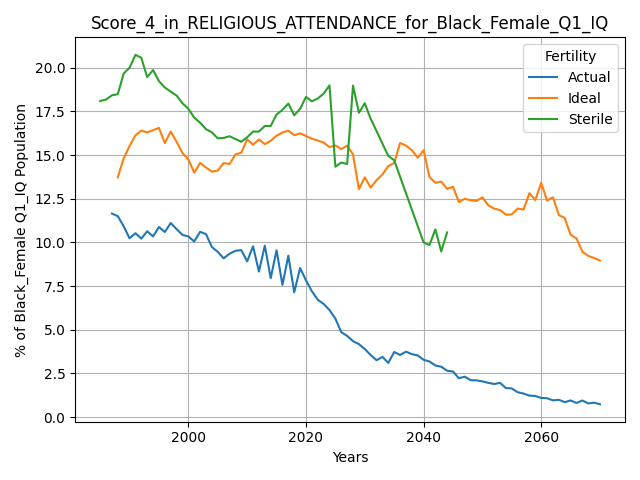 Score_4_in_RELIGIOUS_ATTENDANCE_for_Black_Female_Q1_IQ
Fertility
Actual
Ideal
Sterile
% of Black_Female Q1_IQ Population
20.0
17.5
15.0
12.5
10.0
7.5
5.0
2.5
0.0
2000
2020
2040
2060
Years